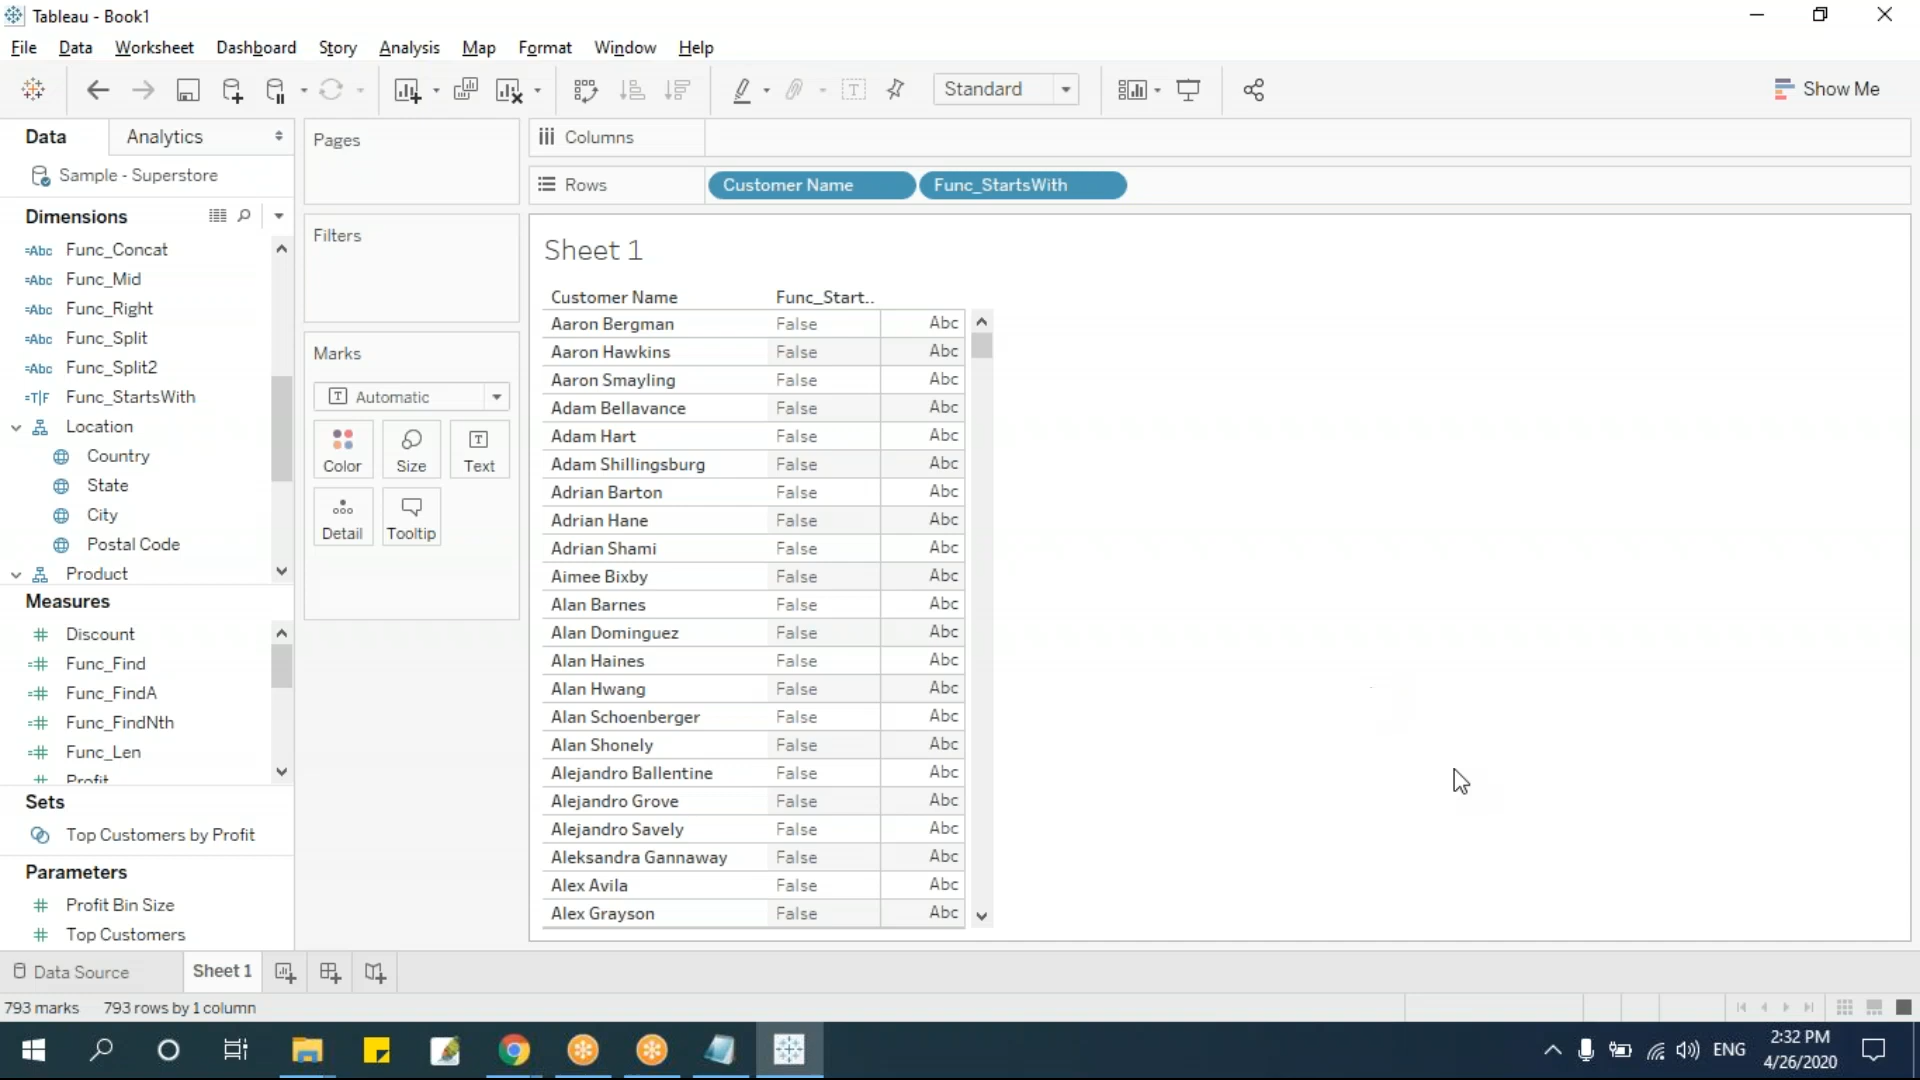 Tableau - Book1
File Data Worksheet Dashboard Story Analysis Map Format Window Help
Standard
Show Me
Data Analytics
Sample - Superstore
Dimensions
Abc Func_Concat
Abc Func_Mid
Abc Func_Right
Abc Func_Split
Abc Func_Split2
T|F Func_StartsWith
Location
Country
State
City
Postal Code
Product
Measures
Discount
Func_Find
Func_FindA
Func_FindNth
Func_Len
Profit
Sets
Top Customers by Profit
Parameters
Profit Bin Size
Top Customers
Pages
Filters
Marks
Automatic
Color Size Text
Detail Tooltip
Columns
Rows Customer Name Func_StartsWith
Sheet 1
Customer Name Func_Start..
Aaron Bergman False Abc
Aaron Hawkins False Abc
Aaron Smayling False Abc
Adam Bellavance False Abc
Adam Hart False Abc
Adam Shillingsburg False Abc
Adrian Barton False Abc
Adrian Hane False Abc
Adrian Shami False Abc
Aimee Bixby False Abc
Alan Barnes False Abc
Alan Dominguez False Abc
Alan Haines False Abc
Alan Hwang False Abc
Alan Schoenberger False Abc
Alan Shonely False Abc
Alejandro Ballentine False Abc
Alejandro Grove False Abc
Alejandro Savely False Abc
Aleksandra Gannaway False Abc
Alex Avila False Abc
Alex Grayson False Abc
Data Source Sheet 1
793 marks 793 rows by 1 column
ENG
2:32 PM
4/26/2020